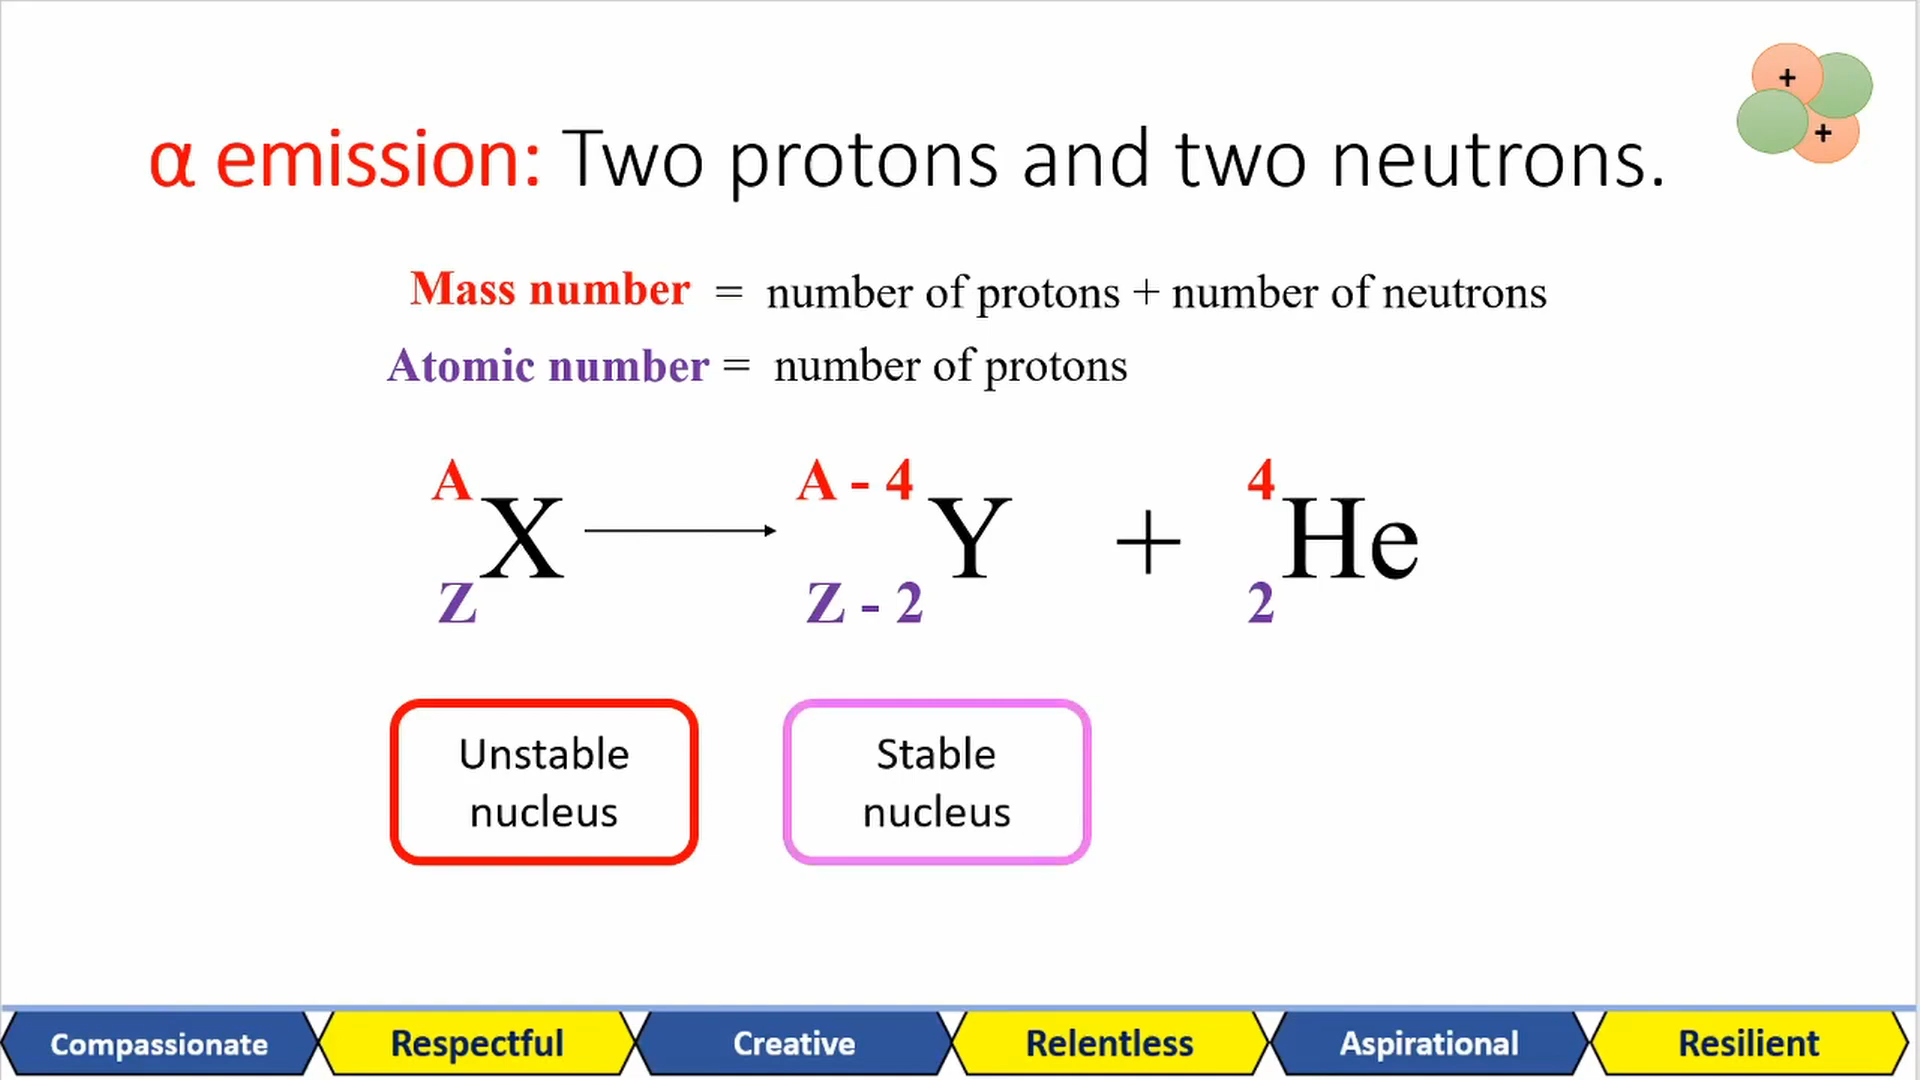 α emission: Two protons and two neutrons.
+
+
Mass number = number of protons + number of neutrons
Atomic number = number of protons
A A - 4 4
X Y + He
Z Z - 2 2
Unstable
nucleus
Stable
nucleus
Compassionate Respectful Creative Relentless Aspirational Resilient